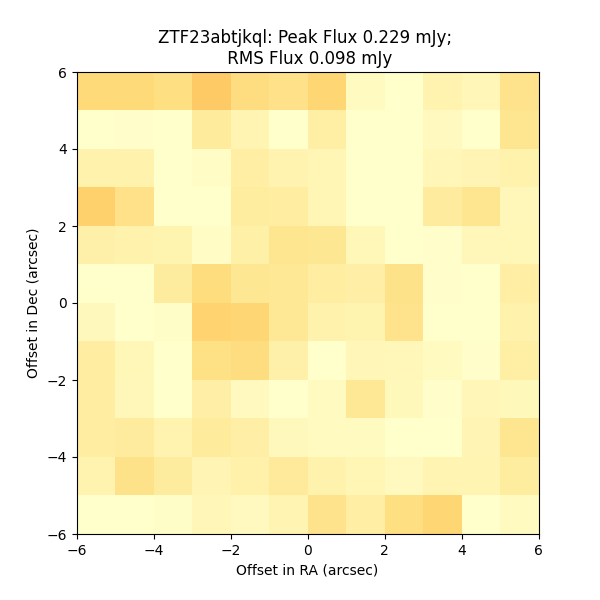 ZTF23abtjkql: Peak Flux 0.229 mJy;
RMS Flux 0.098 mJy
6
4
2
0
−2
−4
−6
Offset in Dec (arcsec)
−6 −4 −2 0 2 4 6
Offset in RA (arcsec)